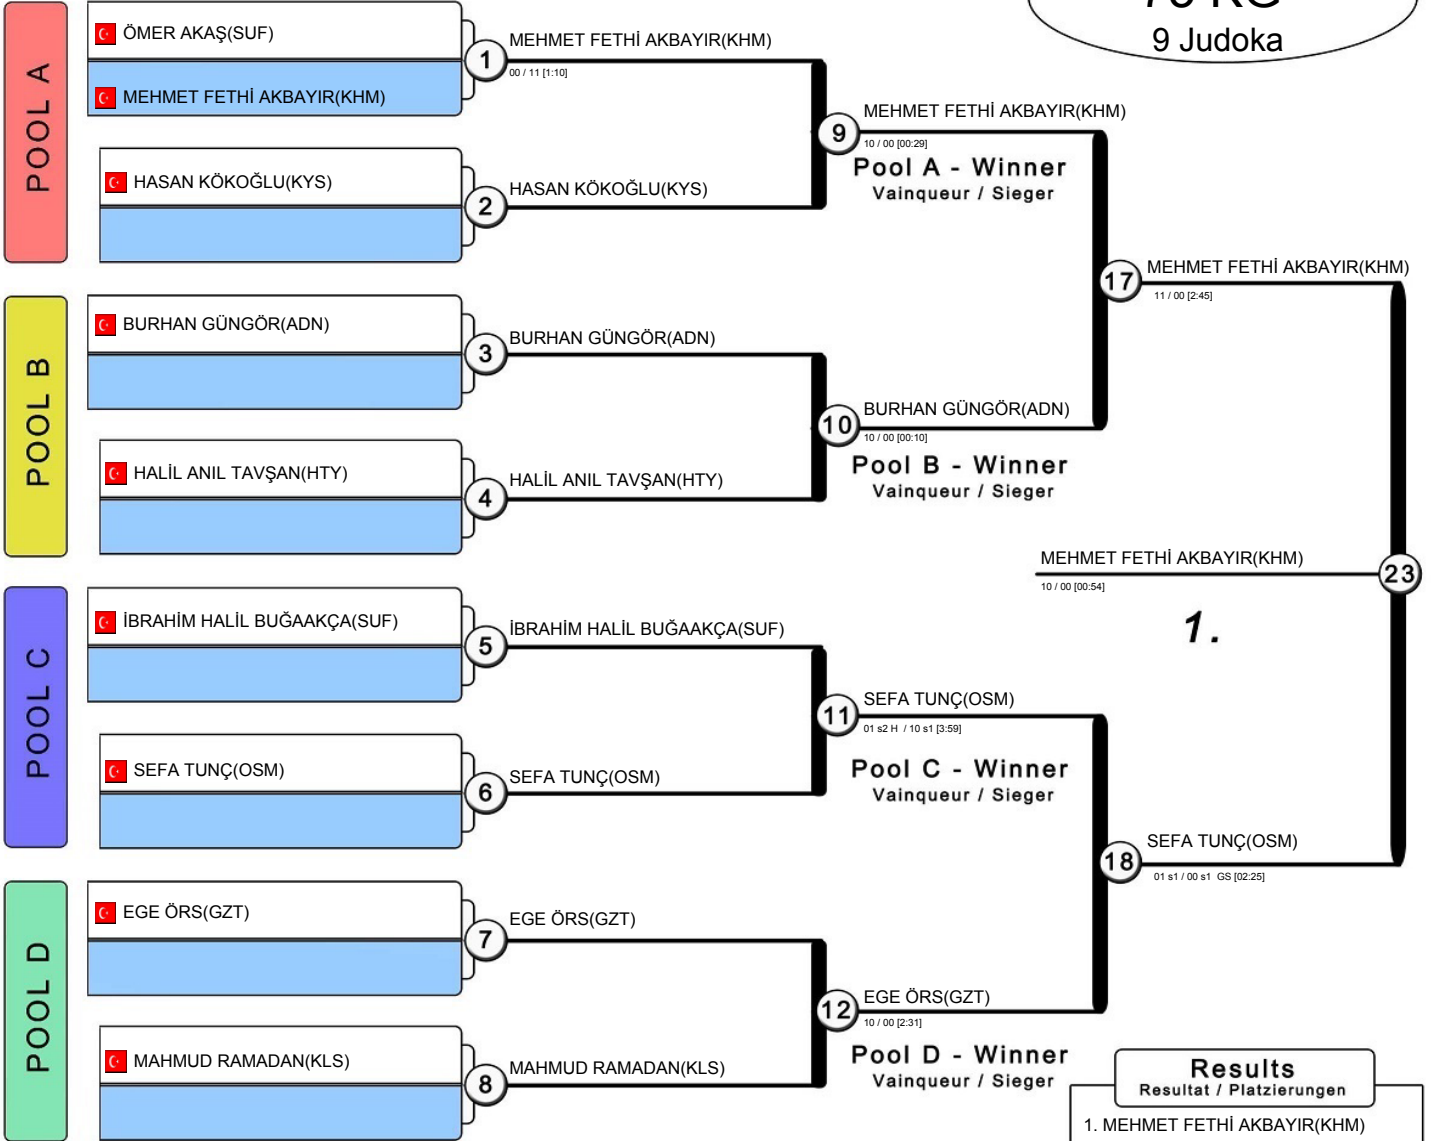 9 Judoka
POOL A
ÖMER AKAŞ(SUF)
MEHMET FETHİ AKBAYIR(KHM)
1
MEHMET FETHİ AKBAYIR(KHM)
00 / 11 [1:10]
HASAN KÖKOĞLU(KYS)
2
HASAN KÖKOĞLU(KYS)
9
MEHMET FETHİ AKBAYIR(KHM)
10 / 00 [00:29]
Pool A - Winner
Vainqueur / Sieger
POOL B
BURHAN GÜNGÖR(ADN)
3
BURHAN GÜNGÖR(ADN)
HALİL ANIL TAVŞAN(HTY)
4
HALİL ANIL TAVŞAN(HTY)
10
BURHAN GÜNGÖR(ADN)
10 / 00 [00:10]
Pool B - Winner
Vainqueur / Sieger
17
MEHMET FETHİ AKBAYIR(KHM)
11 / 00 [2:45]
POOL C
İBRAHİM HALİL BUĞAAKÇA(SUF)
5
İBRAHİM HALİL BUĞAAKÇA(SUF)
SEFA TUNÇ(OSM)
6
SEFA TUNÇ(OSM)
11
SEFA TUNÇ(OSM)
01 s2 H / 10 s1 [3:59]
Pool C - Winner
Vainqueur / Sieger
POOL D
EGE ÖRS(GZT)
7
EGE ÖRS(GZT)
MAHMUD RAMADAN(KLS)
8
MAHMUD RAMADAN(KLS)
12
EGE ÖRS(GZT)
10 / 00 [2:31]
Pool D - Winner
Vainqueur / Sieger
18
SEFA TUNÇ(OSM)
01 s1 / 00 s1 GS [02:25]
MEHMET FETHİ AKBAYIR(KHM)
23
10 / 00 [00:54]
1.
Results
Resultat / Platzierungen
1. MEHMET FETHİ AKBAYIR(KHM)